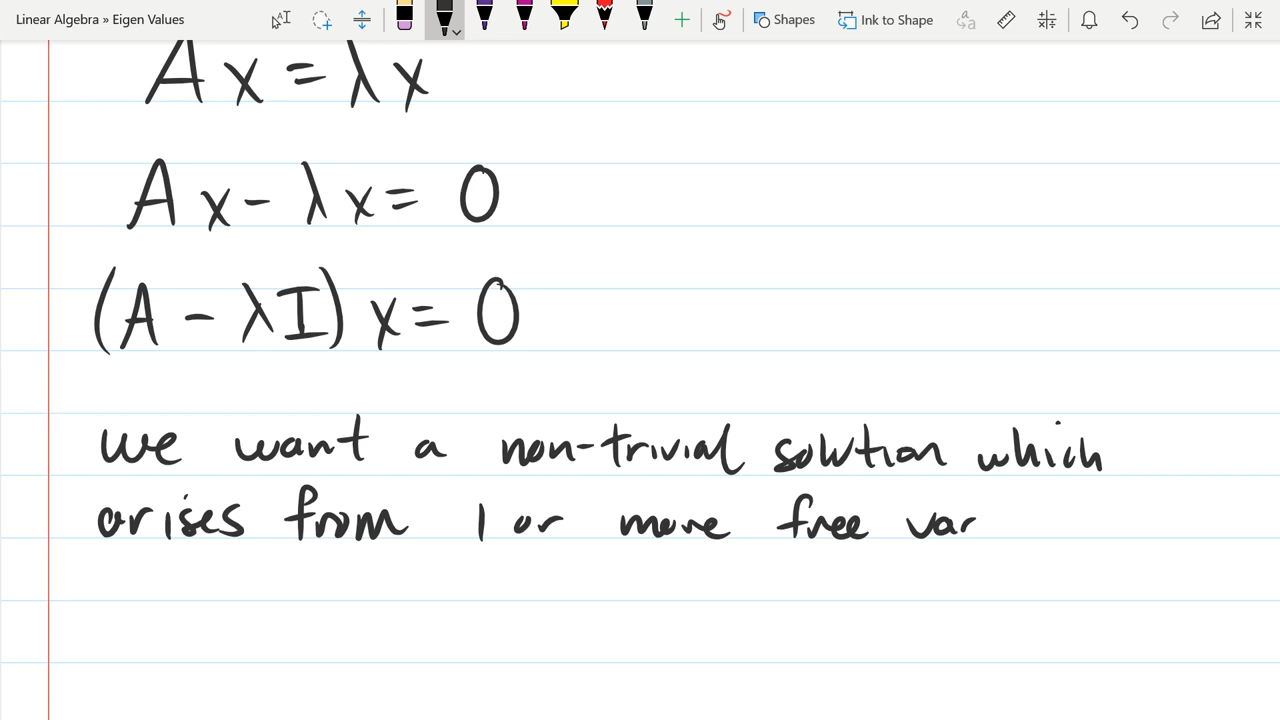 Linear Algebra » Eigen Values
Shapes
Ink to Shape
Ax = λx
Ax - λx = 0
(A - λI) x = 0
we want a non-trivial solution which
arises from 1 or more free var